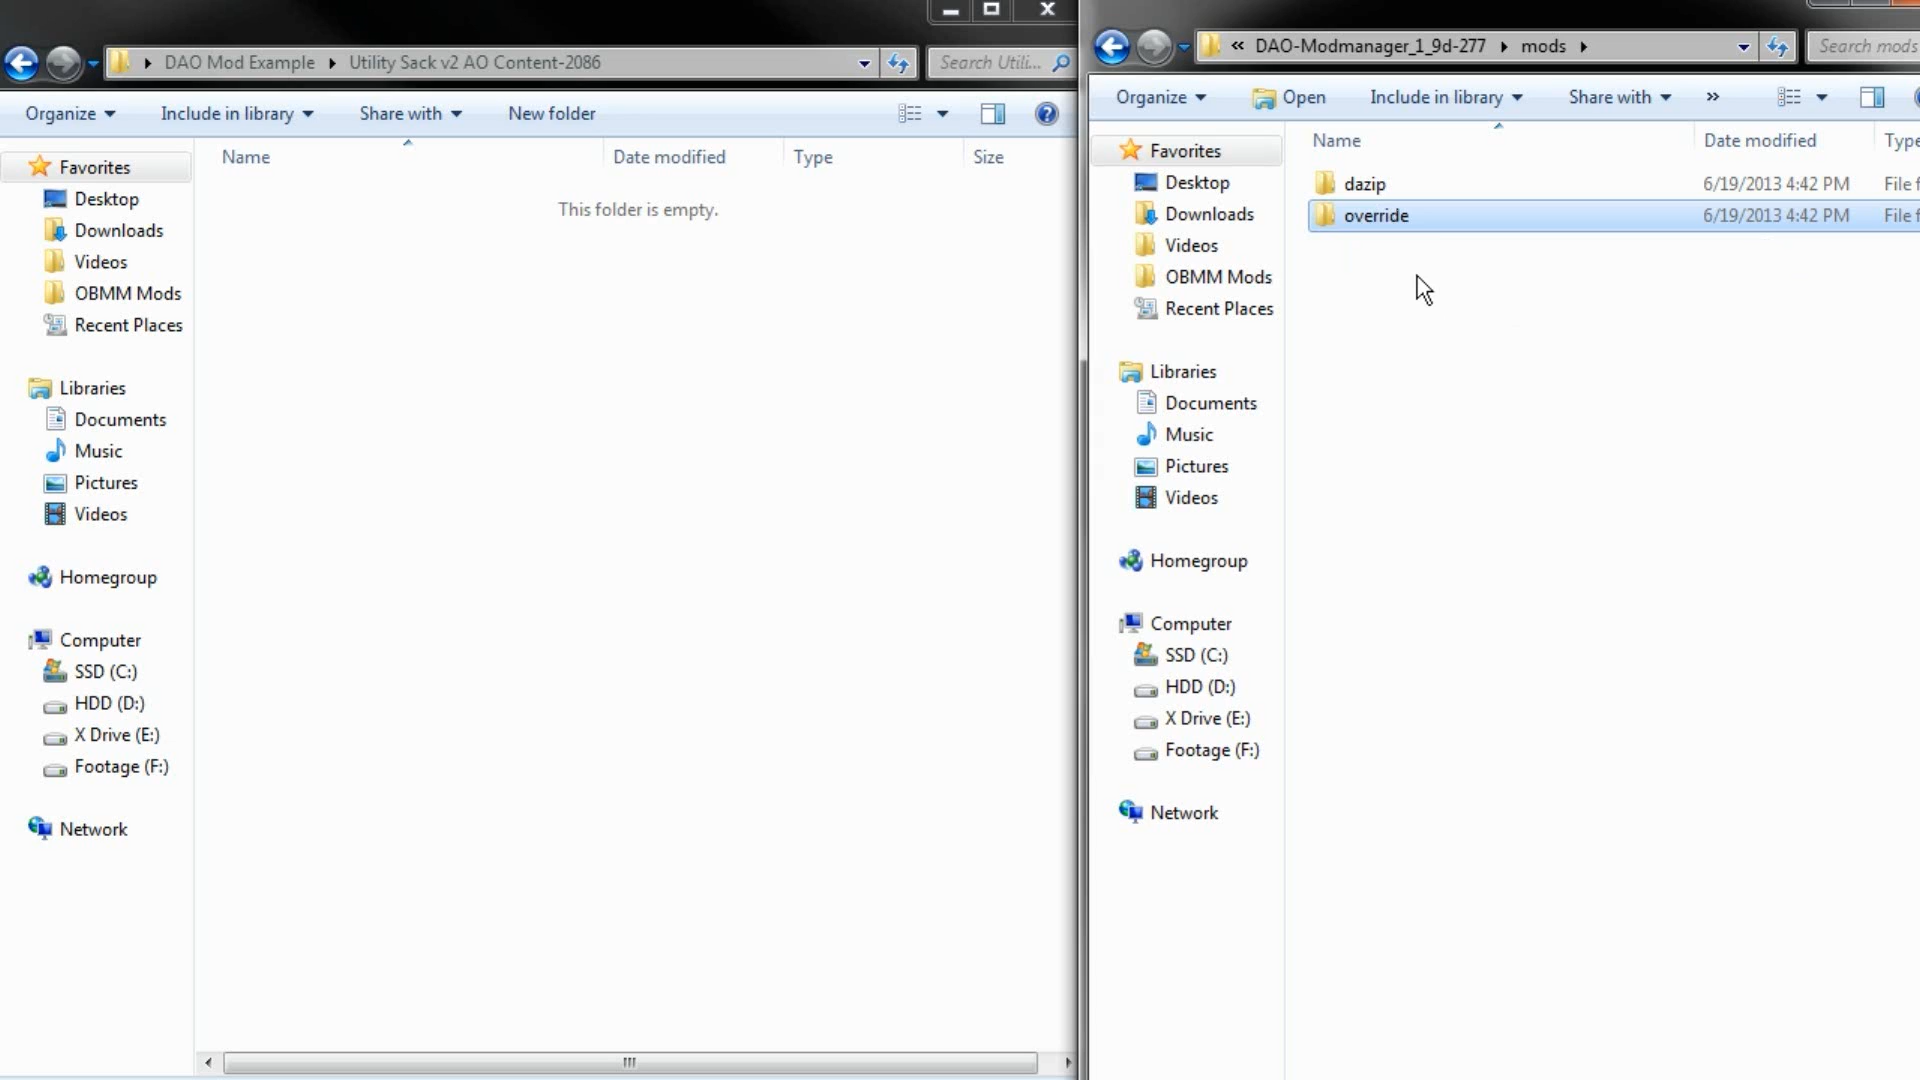 DAO Mod Example Utility Sack v2 AO Content-2086
Search Utili...
Organize Include in library Share with New folder
Name Date modified Type Size
This folder is empty.
Favorites
Desktop
Downloads
Videos
OBMM Mods
Recent Places
Libraries
Documents
Music
Pictures
Videos
Homegroup
Computer
SSD (C:)
HDD (D:)
X Drive (E:)
Footage (F:)
Network
« DAO-Modmanager_1_9d-277 mods
Search mods
Organize Open Include in library Share with »
Name Date modified Type
dazip 6/19/2013 4:42 PM File f
override 6/19/2013 4:42 PM File f
Favorites
Desktop
Downloads
Videos
OBMM Mods
Recent Places
Libraries
Documents
Music
Pictures
Videos
Homegroup
Computer
SSD (C:)
HDD (D:)
X Drive (E:)
Footage (F:)
Network